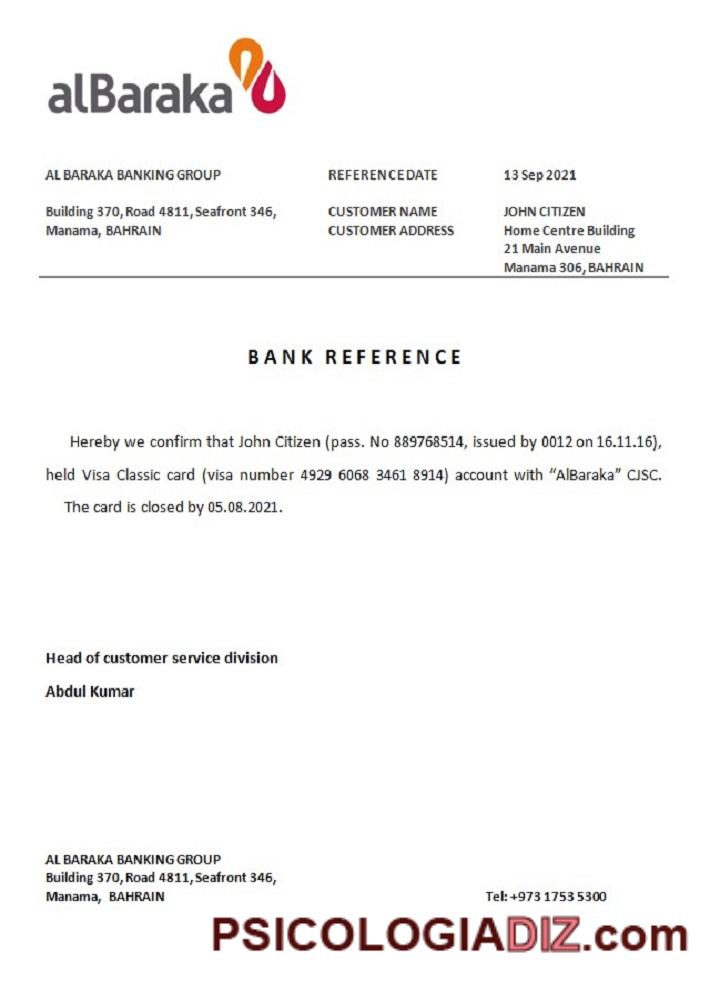 alBaraka
AL BARAKA BANKING GROUP
REFERENCE DATE
13 Sep 2021
Building 370, Road 4811, Seafront 346,
Manama, BAHRAIN
CUSTOMER NAME
CUSTOMER ADDRESS
JOHN CITIZEN
Home Centre Building
21 Main Avenue
Manama 306, BAHRAIN
BANK REFERENCE
Hereby we confirm that John Citizen (pass. No 889768514, issued by 0012 on 16.11.16),
held Visa Classic card (visa number 4929 6068 3461 8914) account with “AlBaraka” CJSC.
The card is closed by 05.08.2021.
Head of customer service division
Abdul Kumar
AL BARAKA BANKING GROUP
Building 370, Road 4811, Seafront 346,
Manama, BAHRAIN
Tel: +973 1753 5300
PSICOLOGIADIZ.com